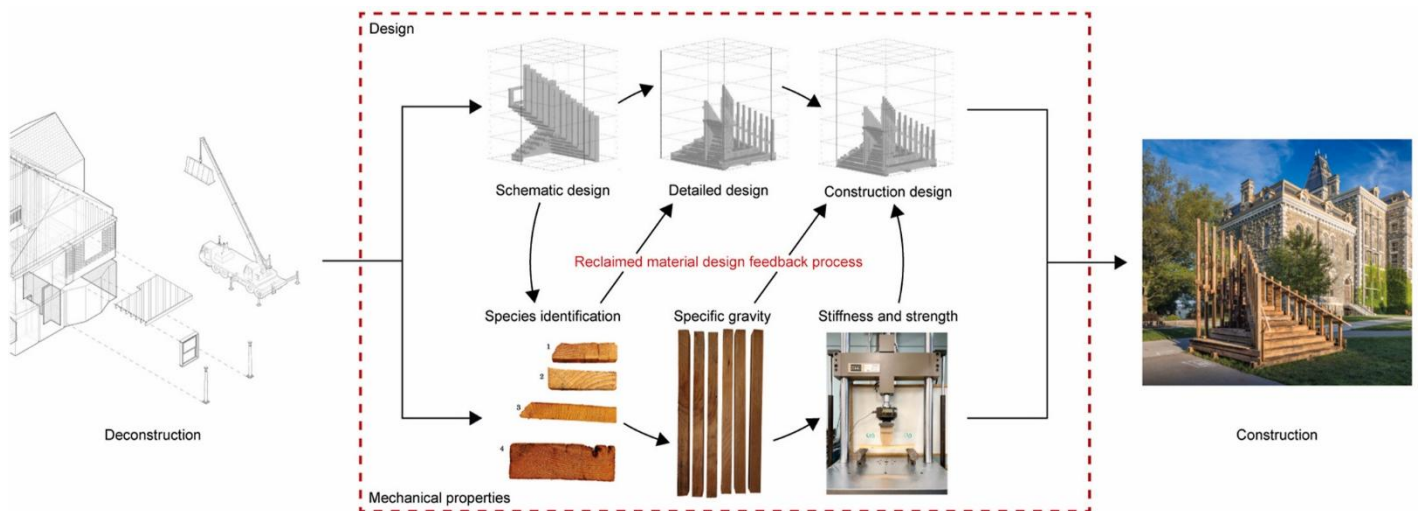 Design
Schematic design
Detailed design
Construction design
Reclaimed material design feedback process
Species identification
Specific gravity
Stiffness and strength
1
2
3
4
Deconstruction
Construction
Mechanical properties